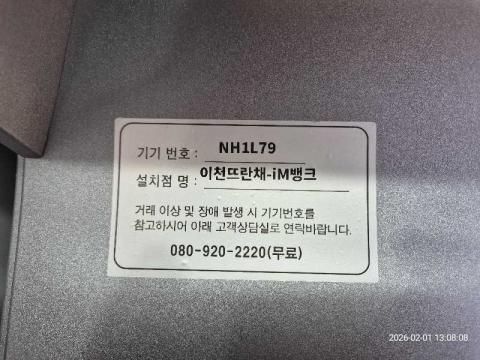 기기 번호 : NH1L79
설치점 명 : 이천뜨란채-iM뱅크
거래 이상 및 장애 발생 시 기기번호를
참고하시어 아래 고객상담실로 연락바랍니다.
080-920-2220(무료)
2026-02-01 13:08:08